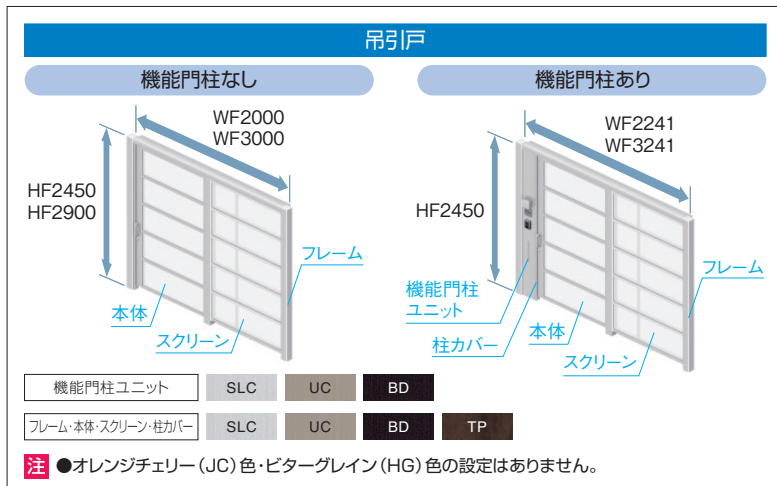 吊引戸
機能門柱なし
機能門柱あり
WF2000
WF3000
HF2450
HF2900
フレーム
本体
スクリーン
WF2241
WF3241
HF2450
フレーム
機能門柱
ユニット
柱カバー
本体
スクリーン
機能門柱ユニット SLC UC BD
フレーム・本体・スクリーン・柱カバー SLC UC BD TP
注 ●オレンジチェリー(JC)色・ビターグレイン(HG)色の設定はありません。